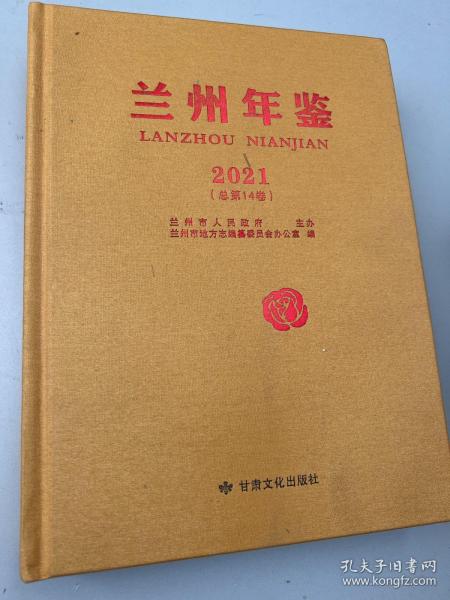 兰州年鉴
LANZHOU NIANJIAN
2021
（总第14卷）
兰州市人民政府 主办
兰州市地方志编纂委员会办公室 编
甘肃文化出版社
孔夫子旧书网
www.kongfz.com